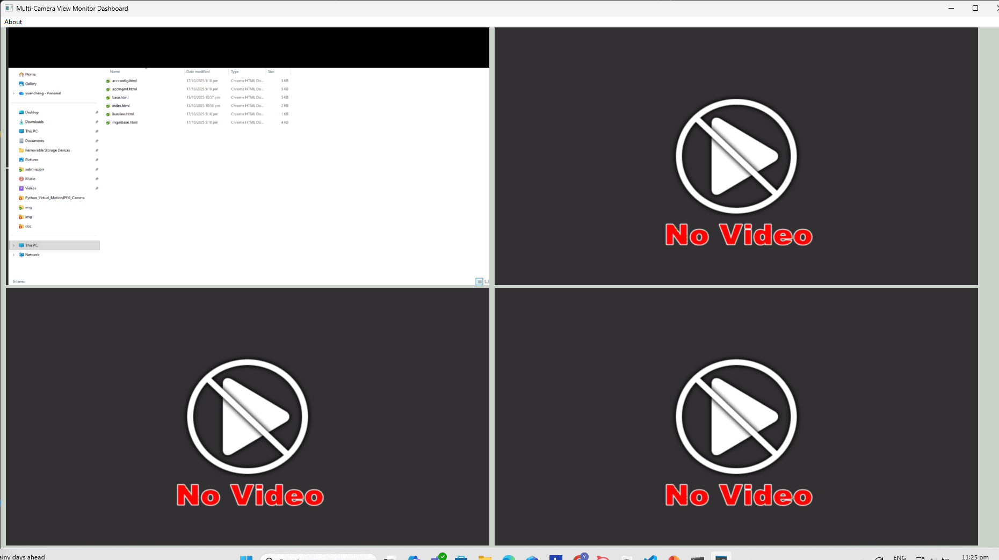 Multi-Camera View Monitor Dashboard
About
Name Date modified Type Size
Home
accconfig.html 17/10/2025 5:18 pm Chrome HTML Do... 3 KB
Gallery
accmgmt.html 17/10/2025 5:18 pm Chrome HTML Do... 5 KB
yuancheng - Personal
base.html 15/10/2025 10:57 pm Chrome HTML Do... 5 KB
index.html 15/10/2025 10:58 pm Chrome HTML Do... 2 KB
Desktop
liveview.html 17/10/2025 5:18 pm Chrome HTML Do... 1 KB
Downloads
mgmbase.html 17/10/2025 5:18 pm Chrome HTML Do... 4 KB
This PC
Documents
Removable Storage Devices
Pictures
submission
Music
Videos
Python_Virtual_MotionJPEG_Camera
img
img
doc
This PC
Network
6 items
No Video
No Video
No Video
ainy days ahead
Y
ENG
11:25 pm